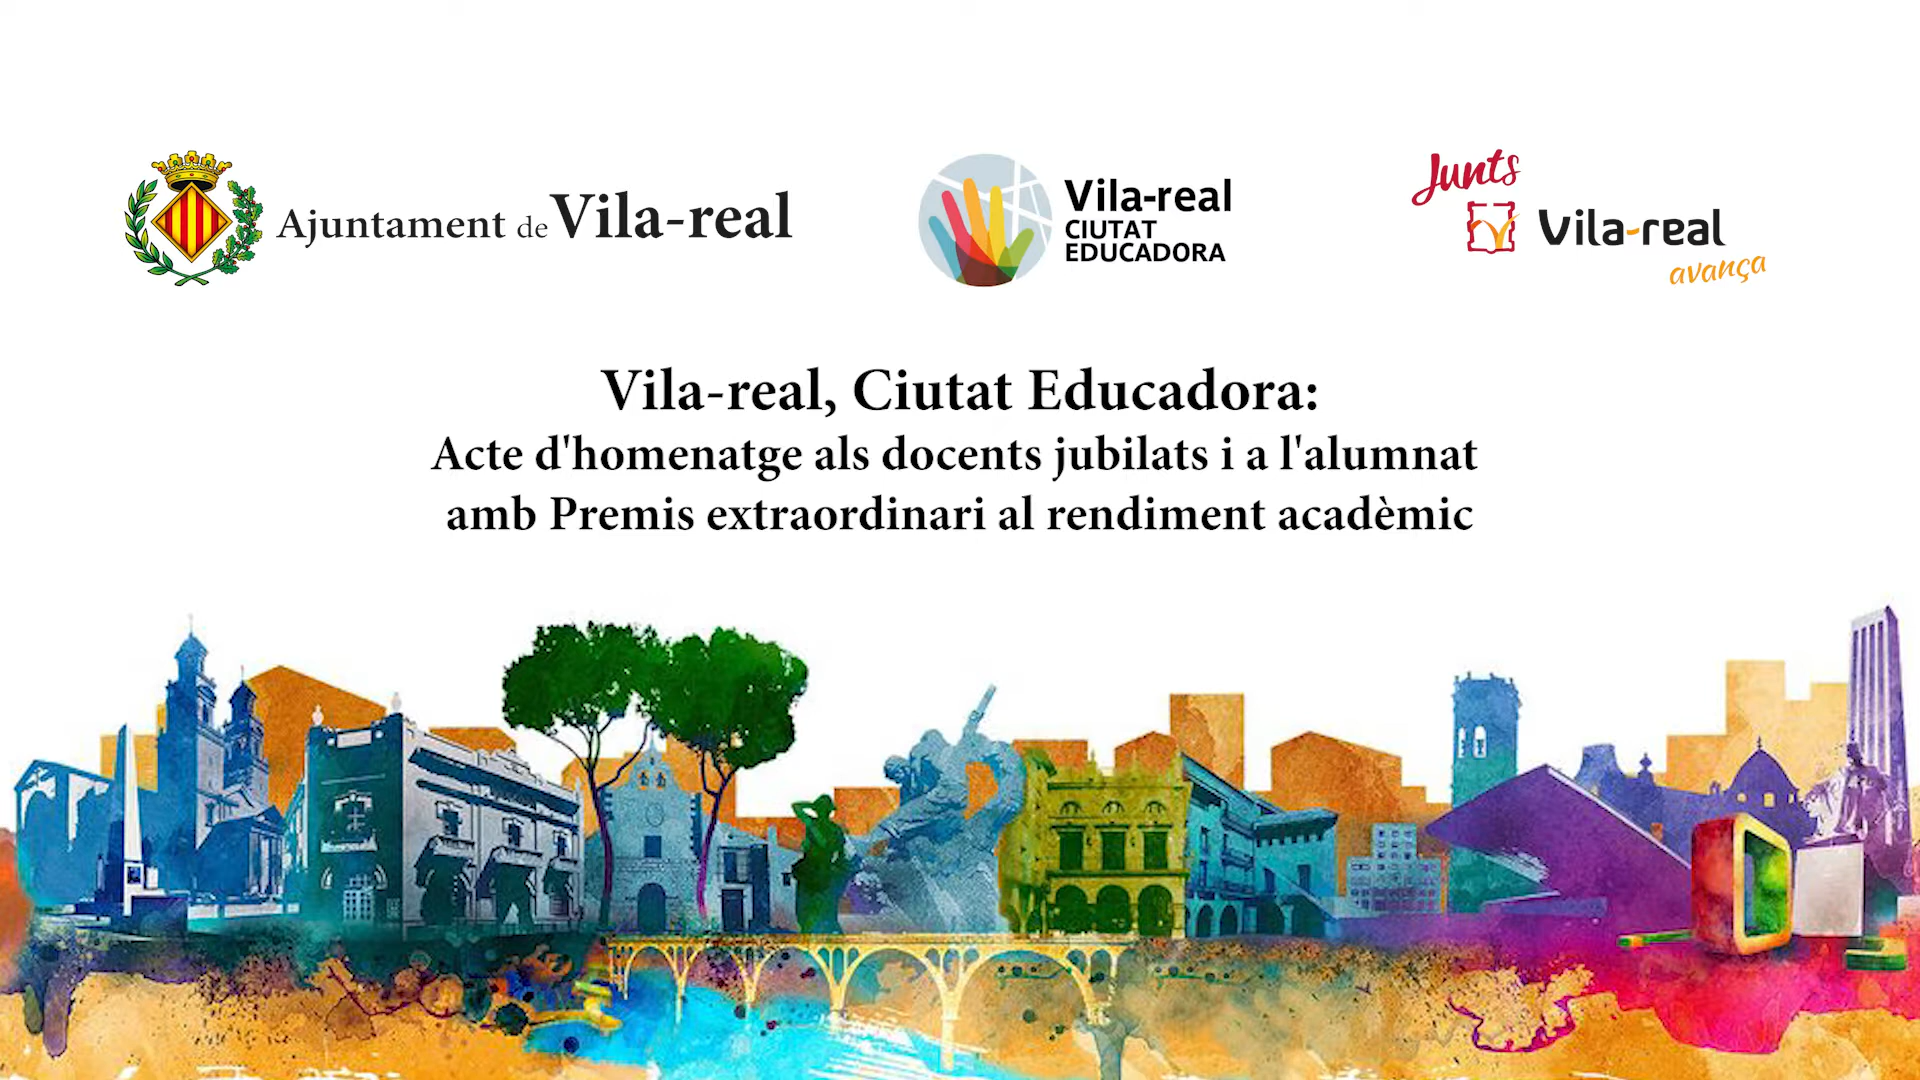 Ajuntament de Vila-real
Vila-real
CIUTAT
EDUCADORA
Junts
Vila-real
avança
Vila-real, Ciutat Educadora:
Acte d'homenatge als docents jubilats i a l'alumnat
amb Premis extraordinari al rendiment acadèmic